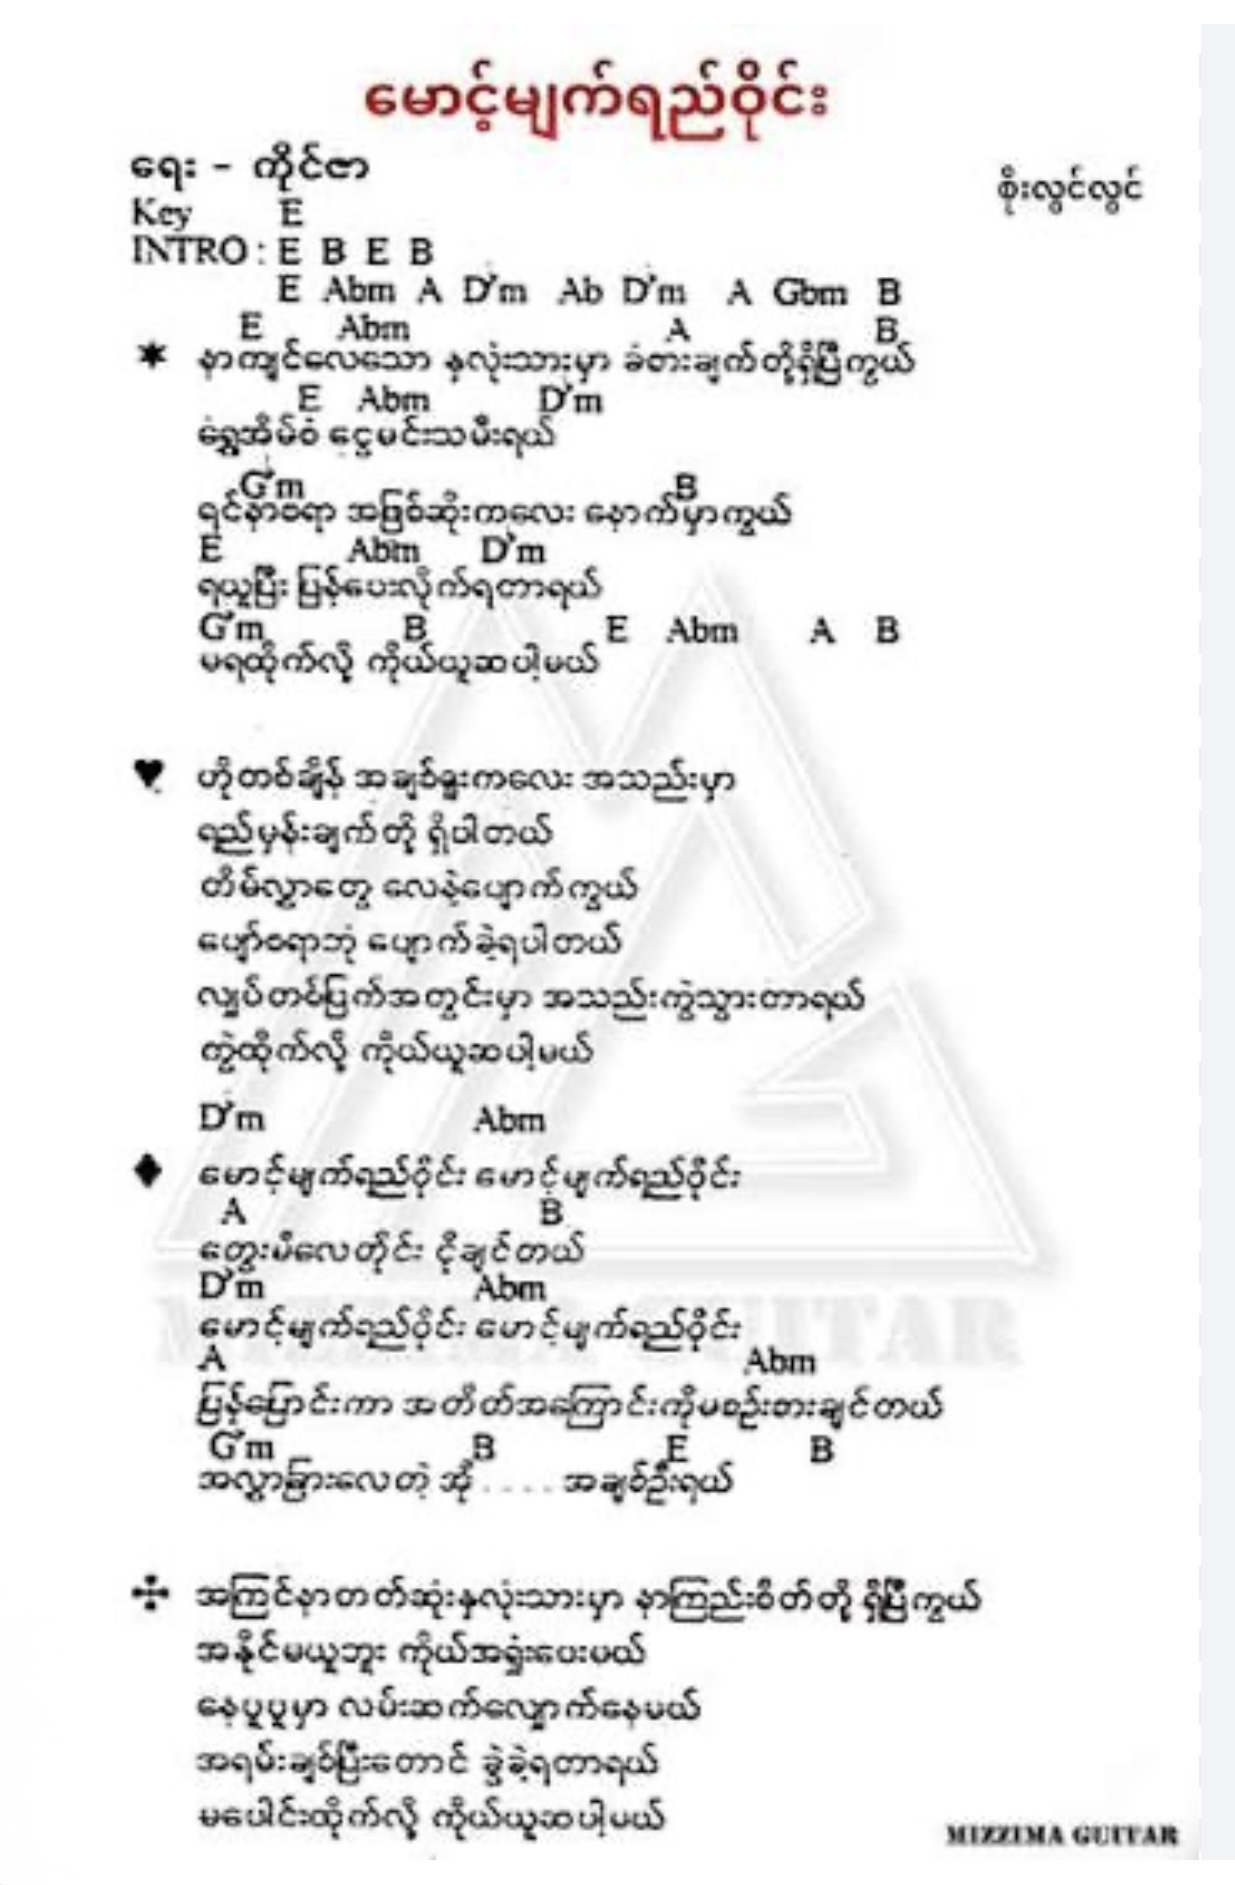 မောင့်မျက်ရည်ဝိုင်း
ရေး - ကိုင်ဇာ
စိုးလွင်လွင်
Key E
INTRO : E B E B
E Abm A D'm Ab D'm A Gbm B
E Abm A B
နာကျင်လေသော နှလုံးသားမှာ ခံစားချက်တို့ရှိပြီကွယ်
E Abm D'm
ရွှေအိမ်စံ ငွေမင်းသမီးရယ်
G'm B
ရင်နာစရာ အဖြစ်ဆိုးကလေး နောက်မှာကွယ်
E Abm D'm
ရယူပြီး ပြန်ပေးလိုက်ရတာရယ်
G'm B E Abm A B
မရထိုက်လို့ ကိုယ်ယူဆပါ့မယ်
ဟိုတစ်ချိန် အချစ်ရူးကလေး အသည်းမှာ
ရည်မှန်းချက်တို့ ရှိပါတယ်
တိမ်လွှာတွေ လေနဲ့ပျောက်ကွယ်
ပျော်စရာဘုံ ပျောက်ခဲ့ရပါတယ်
လျှပ်တစ်ပြက်အတွင်းမှာ အသည်းကွဲသွားတာရယ်
ကွဲထိုက်လို့ ကိုယ်ယူဆပါ့မယ်
D'm Abm
မောင့်မျက်ရည်ဝိုင်း မောင့်မျက်ရည်ဝိုင်း
A B
တွေးမိလေတိုင်း ငိုချင်တယ်
D'm Abm
မောင့်မျက်ရည်ဝိုင်း မောင့်မျက်ရည်ဝိုင်း
A Abm
ပြန်ပြောင်းကာ အတိတ်အကြောင်းကိုမစဉ်းစားချင်တယ်
G'm B E B
အလွှာခြားလေတဲ့ အို . . . . အချစ်ဦးရယ်
အကြင်နာတတ်ဆုံးနှလုံးသားမှာ နာကြည်းစိတ်တို့ ရှိပြီကွယ်
အနိုင်မယူဘူး ကိုယ်အရှုံးပေးမယ်
နေပူပူမှာ လမ်းဆက်လျှောက်နေမယ်
အရမ်းချစ်ပြီးတောင် ခွဲခဲ့ရတာရယ်
မပေါင်းထိုက်လို့ ကိုယ်ယူဆပါ့မယ်
MIZZIMA GUITAR
MIZZIMA GUITAR